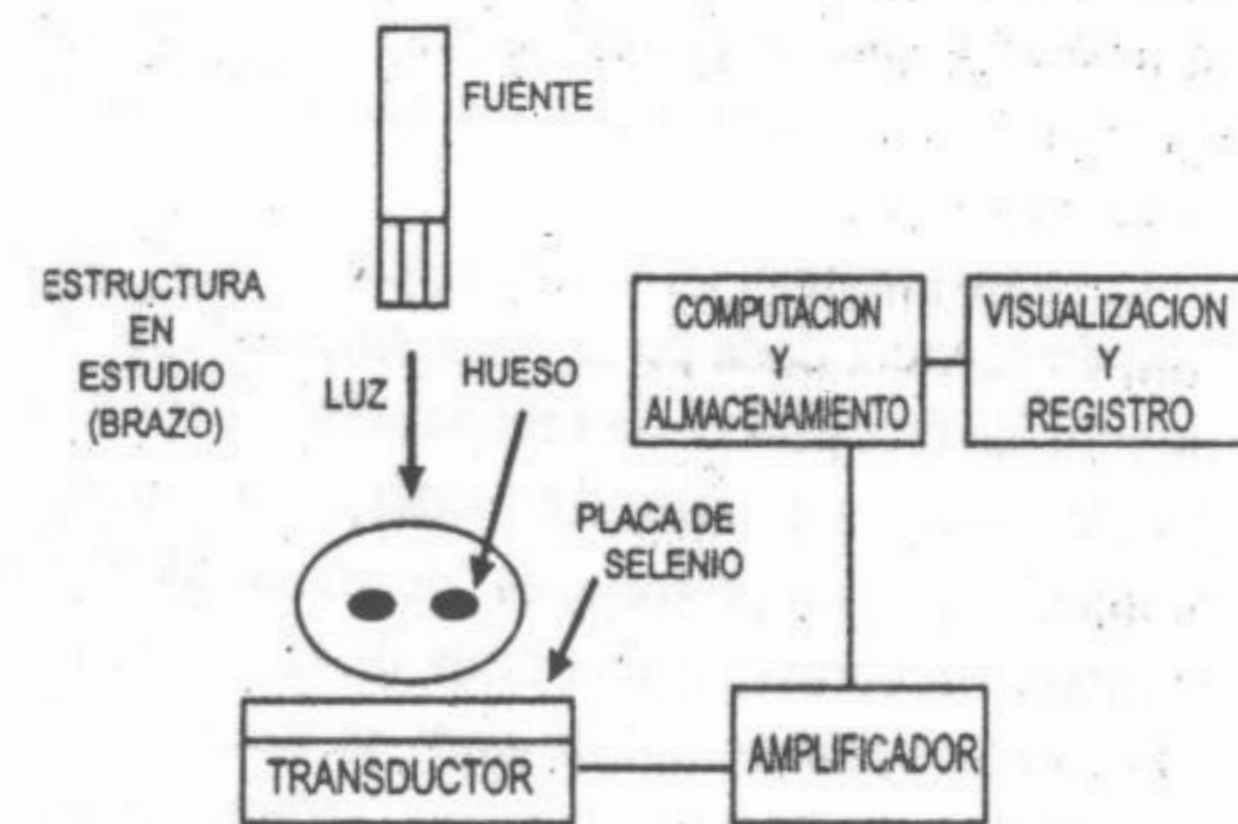 FUENTE
ESTRUCTURA
EN
ESTUDIO
(BRAZO)
LUZ
HUESO
COMPUTACION
Y
ALMACENAMIENTO
VISUALIZACION
Y
REGISTRO
PLACA DE
SELENIO
TRANSDUCTOR
AMPLIFICADOR